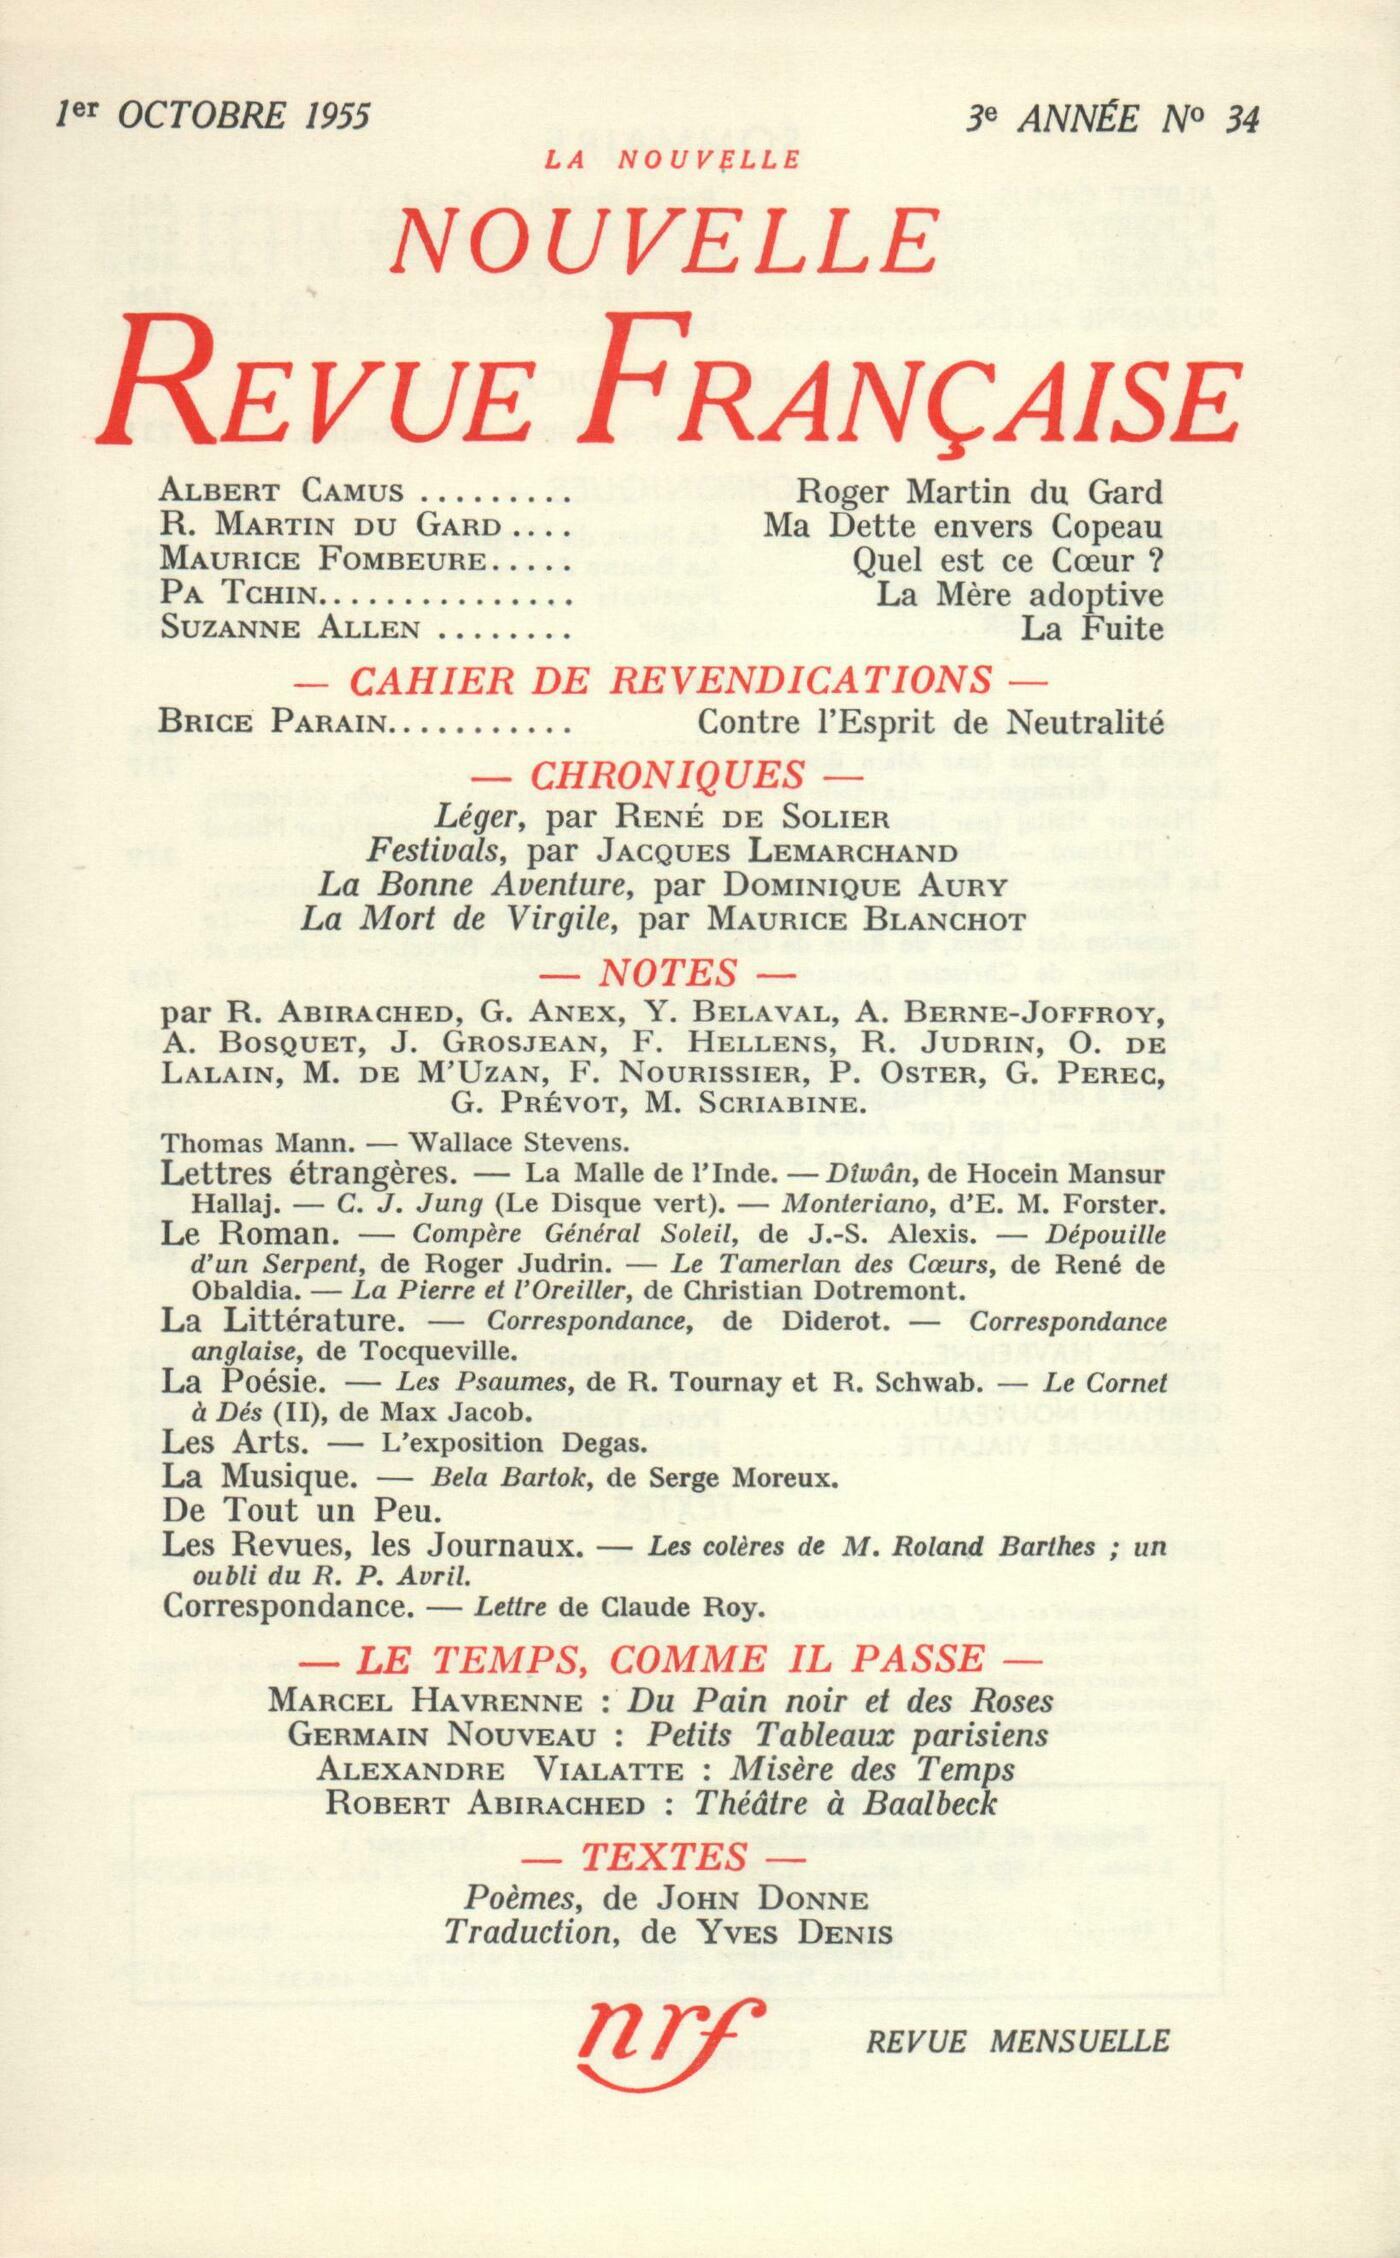 1er OCTOBRE 1955
3e ANNÉE No 34
LA NOUVELLE
NOUVELLE
REVUE FRANÇAISE
ALBERT CAMUS ......... Roger Martin du Gard
R. MARTIN DU GARD .... Ma Dette envers Copeau
MAURICE FOMBEURE..... Quel est ce Cœur ?
PA TCHIN............... La Mère adoptive
SUZANNE ALLEN ........ La Fuite
— CAHIER DE REVENDICATIONS —
BRICE PARAIN........... Contre l'Esprit de Neutralité
— CHRONIQUES —
Léger, par RENÉ DE SOLIER
Festivals, par JACQUES LEMARCHAND
La Bonne Aventure, par DOMINIQUE AURY
La Mort de Virgile, par MAURICE BLANCHOT
— NOTES —
par R. ABIRACHED, G. ANEX, Y. BELAVAL, A. BERNE-JOFFROY,
A. BOSQUET, J. GROSJEAN, F. HELLENS, R. JUDRIN, O. DE
LALAIN, M. DE M'UZAN, F. NOURISSIER, P. OSTER, G. PEREC,
G. PRÉVOT, M. SCRIABINE.
Thomas Mann. — Wallace Stevens.
Lettres étrangères. — La Malle de l'Inde. — Dîwân, de Hocein Mansur
Hallaj. — C. J. Jung (Le Disque vert). — Monteriano, d'E. M. Forster.
Le Roman. — Compère Général Soleil, de J.-S. Alexis. — Dépouille
d'un Serpent, de Roger Judrin. — Le Tamerlan des Cœurs, de René de
Obaldia. — La Pierre et l'Oreiller, de Christian Dotremont.
La Littérature. — Correspondance, de Diderot. — Correspondance
anglaise, de Tocqueville.
La Poésie. — Les Psaumes, de R. Tournay et R. Schwab. — Le Cornet
à Dés (II), de Max Jacob.
Les Arts. — L'exposition Degas.
La Musique. — Bela Bartok, de Serge Moreux.
De Tout un Peu.
Les Revues, les Journaux. — Les colères de M. Roland Barthes ; un
oubli du R. P. Avril.
Correspondance. — Lettre de Claude Roy.
— LE TEMPS, COMME IL PASSE —
MARCEL HAVRENNE : Du Pain noir et des Roses
GERMAIN NOUVEAU : Petits Tableaux parisiens
ALEXANDRE VIALATTE : Misère des Temps
ROBERT ABIRACHED : Théâtre à Baalbeck
— TEXTES —
Poèmes, de JOHN DONNE
Traduction, de YVES DENIS
nrf
REVUE MENSUELLE